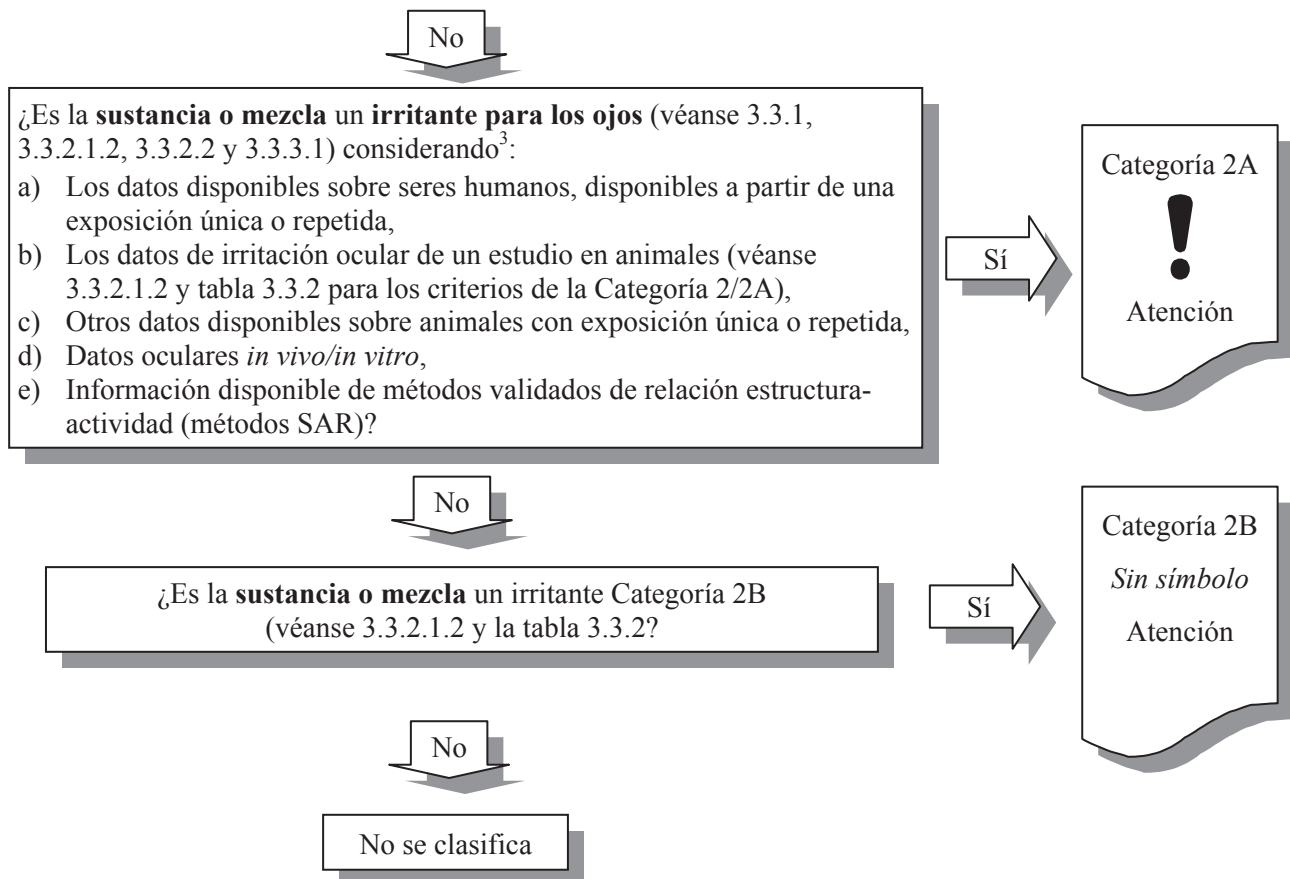 No
¿Es la sustancia o mezcla un irritante para los ojos (véanse 3.3.1,
3.3.2.1.2, 3.3.2.2 y 3.3.3.1) considerando³:
a) Los datos disponibles sobre seres humanos, disponibles a partir de una
exposición única o repetida,
b) Los datos de irritación ocular de un estudio en animales (véanse
3.3.2.1.2 y tabla 3.3.2 para los criterios de la Categoría 2/2A),
c) Otros datos disponibles sobre animales con exposición única o repetida,
d) Datos oculares in vivo/in vitro,
e) Información disponible de métodos validados de relación estructura-
actividad (métodos SAR)?
Sí
Categoría 2A
!
Atención
No
¿Es la sustancia o mezcla un irritante Categoría 2B
(véanse 3.3.2.1.2 y la tabla 3.3.2?
Sí
Categoría 2B
Sin símbolo
Atención
No
No se clasifica